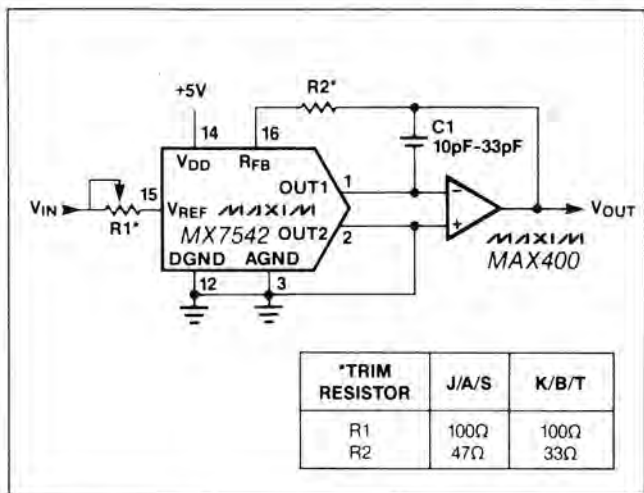 +5V
R2*
14
16
C1
10pF-33pF
VDD
RFB
OUT1
1
VIN
15
VREF
MAXIM
R1*
MX7542
OUT2
2
−
+
VOUT
MAXIM
MAX400
DGND
AGND
12
3
*TRIM RESISTOR J/A/S K/B/T
R1 100Ω 100Ω
R2 47Ω 33Ω